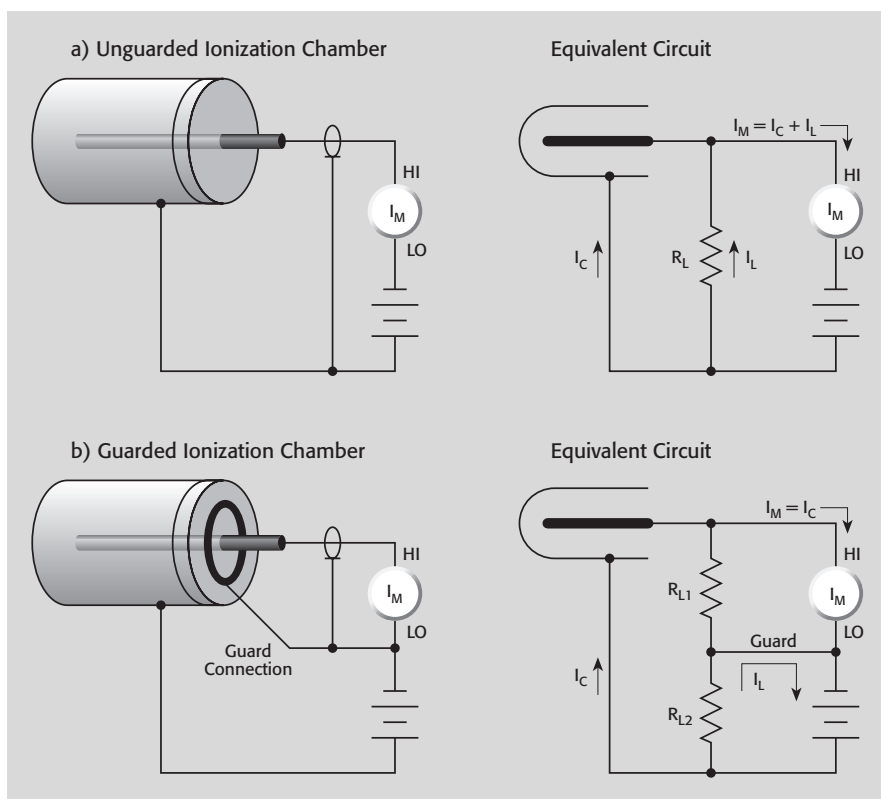 a) Unguarded Ionization Chamber
Equivalent Circuit
HI
I_M
LO
I_M = I_C + I_L
HI
I_C
R_L
I_L
I_M
LO
b) Guarded Ionization Chamber
Equivalent Circuit
HI
I_M
LO
Guard
Connection
I_M = I_C
HI
R_L1
I_M
LO
Guard
I_C
I_L
R_L2